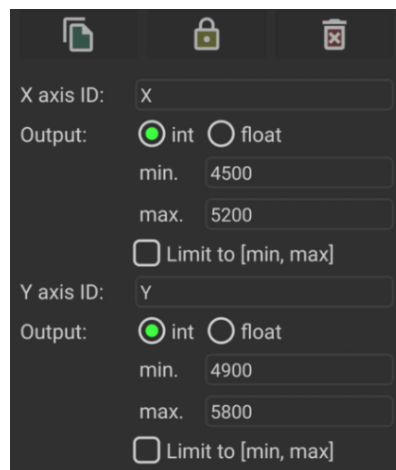 X axis ID: X
Output: int float
min. 4500
max. 5200
Limit to [min, max]
Y axis ID: Y
Output: int float
min. 4900
max. 5800
Limit to [min, max]